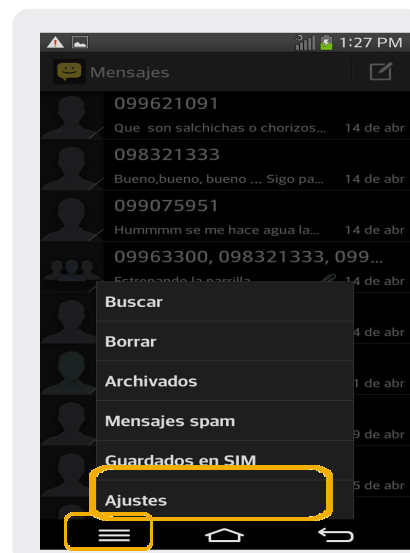 1:27 PM
Mensajes
099621091
Que son salchichas o chorizos... 14 de abr
098321333
Bueno,bueno, bueno ... Sigo pa... 14 de abr
099075951
Hummmm se me hace agua la... 14 de abr
09963300, 098321333, 099...
Estrenando la parrilla 14 de abr
Buscar
4 de abr
Borrar
Archivados
1 de abr
Mensajes spam
9 de abr
Guardados en SIM
5 de abr
Ajustes